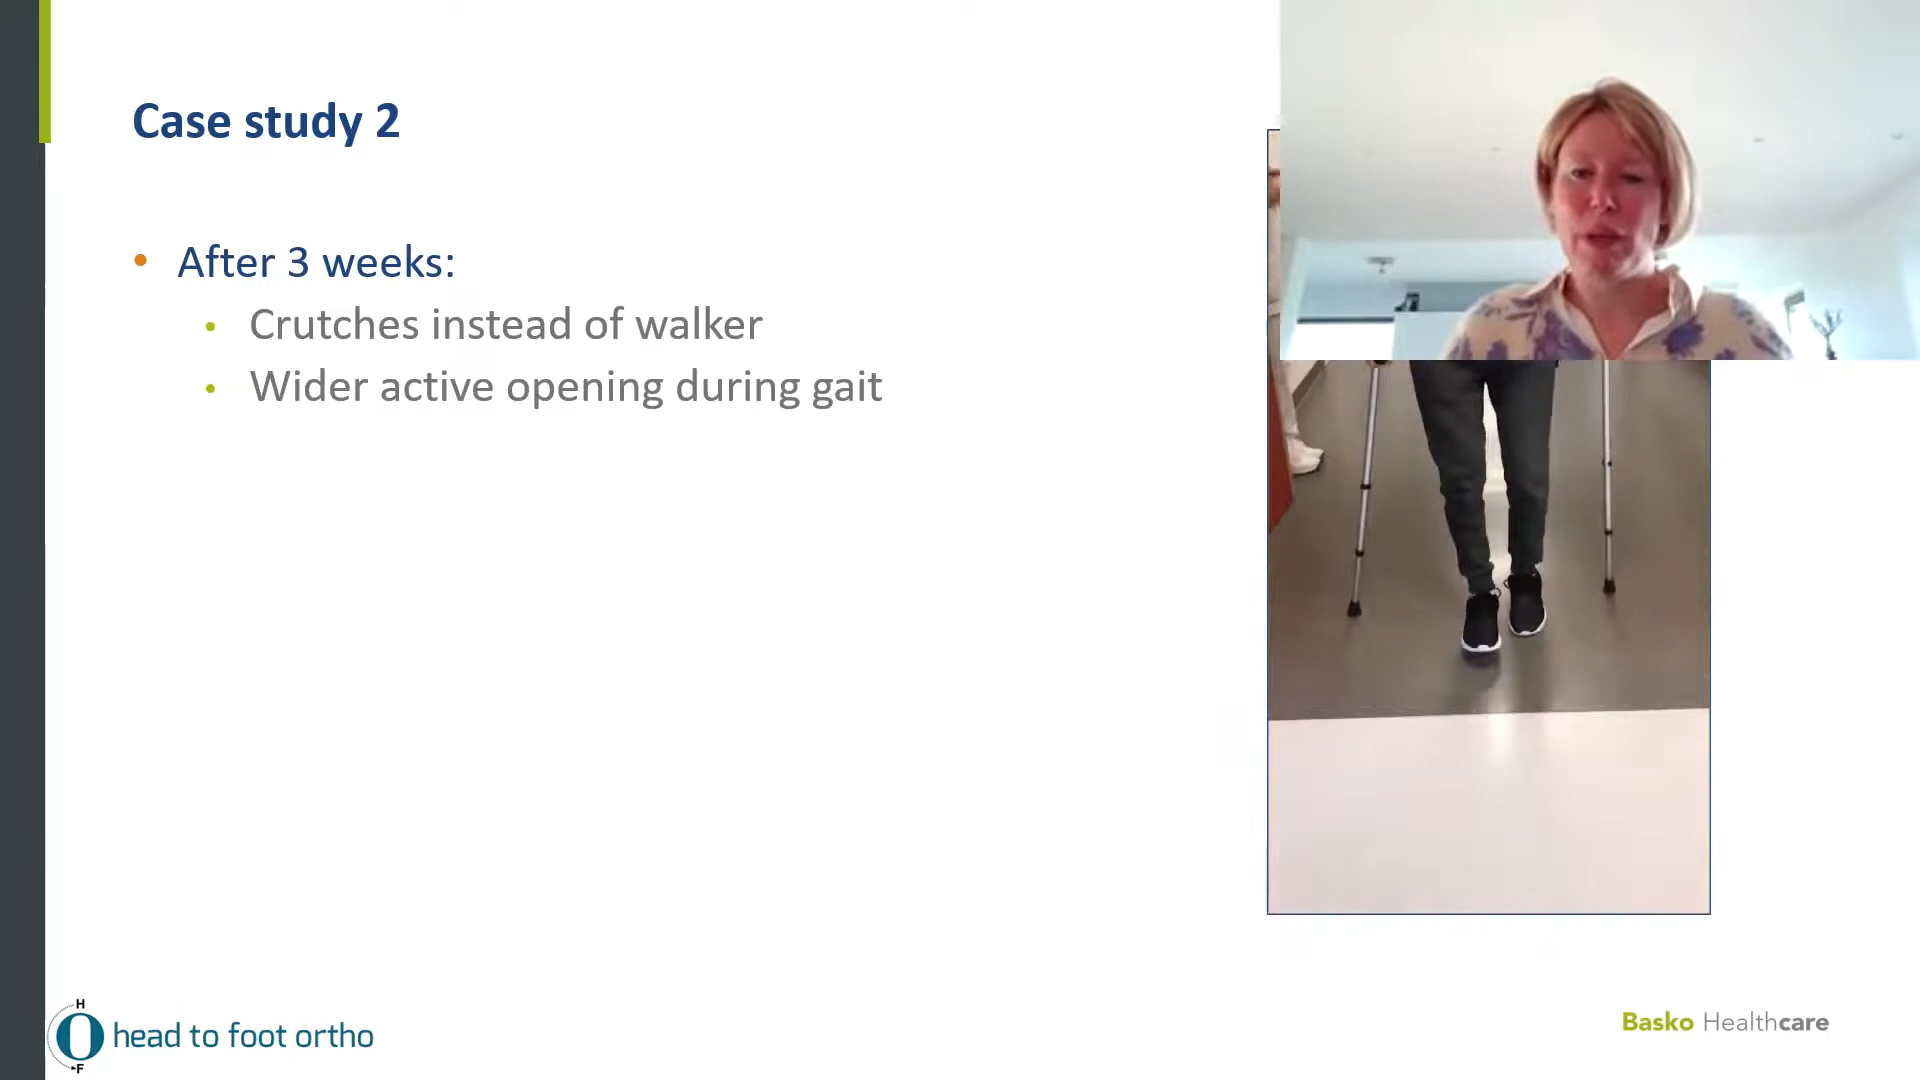 Case study 2
• After 3 weeks:
• Crutches instead of walker
• Wider active opening during gait
H
head to foot ortho
F
Basko Healthcare